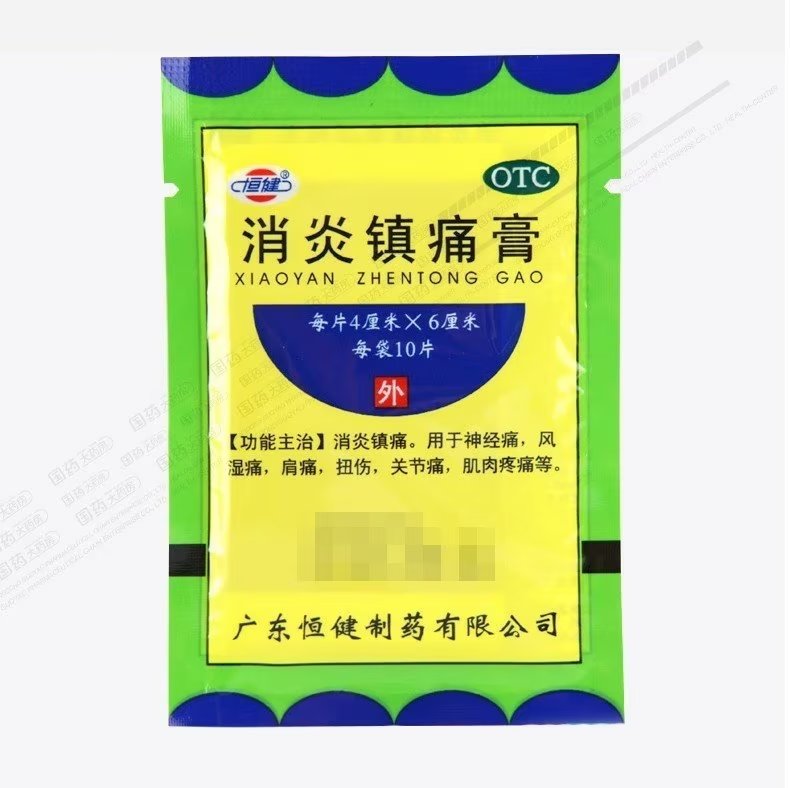 恒健®
OTC
消炎镇痛膏
XIAOYAN ZHENTONG GAO
每片4厘米×6厘米
每袋10片
外
【功能主治】消炎镇痛。用于神经痛，风
湿痛，肩痛，扭伤，关节痛，肌肉疼痛等。
广东恒健制药有限公司